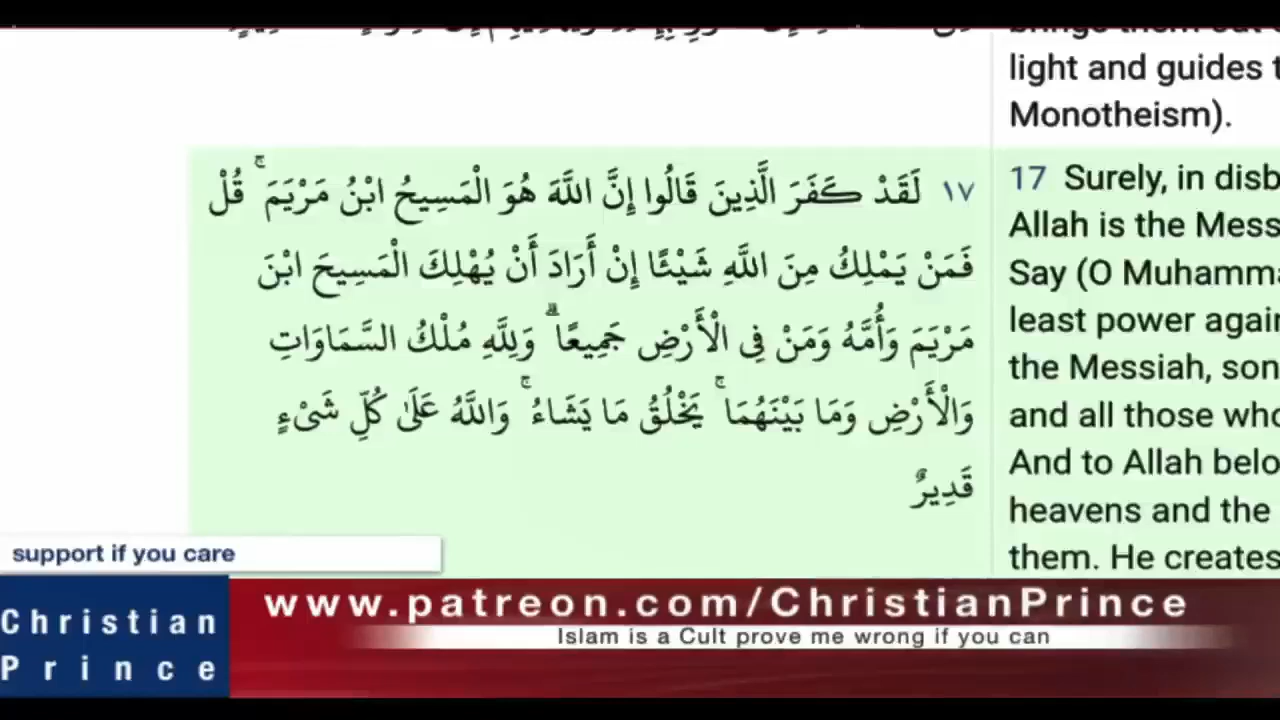 light and guides t
Monotheism).
١٧ لَقَدْ كَفَرَ الَّذِينَ قَالُوا إِنَّ اللَّهَ هُوَ الْمَسِيحُ ابْنُ مَرْيَمَ ۚ قُلْ
فَمَنْ يَمْلِكُ مِنَ اللَّهِ شَيْئًا إِنْ أَرَادَ أَنْ يُهْلِكَ الْمَسِيحَ ابْنَ
مَرْيَمَ وَأُمَّهُ وَمَنْ فِي الْأَرْضِ جَمِيعًا ۗ وَلِلَّهِ مُلْكُ السَّمَاوَاتِ
وَالْأَرْضِ وَمَا بَيْنَهُمَا ۚ يَخْلُقُ مَا يَشَاءُ ۚ وَاللَّهُ عَلَىٰ كُلِّ شَيْءٍ
قَدِيرٌ
17 Surely, in disb
Allah is the Mess
Say (O Muhamma
least power again
the Messiah, son
and all those who
And to Allah belo
heavens and the
them. He creates
support if you care
Christian
Prince
www.patreon.com/ChristianPrince
Islam is a Cult prove me wrong if you can